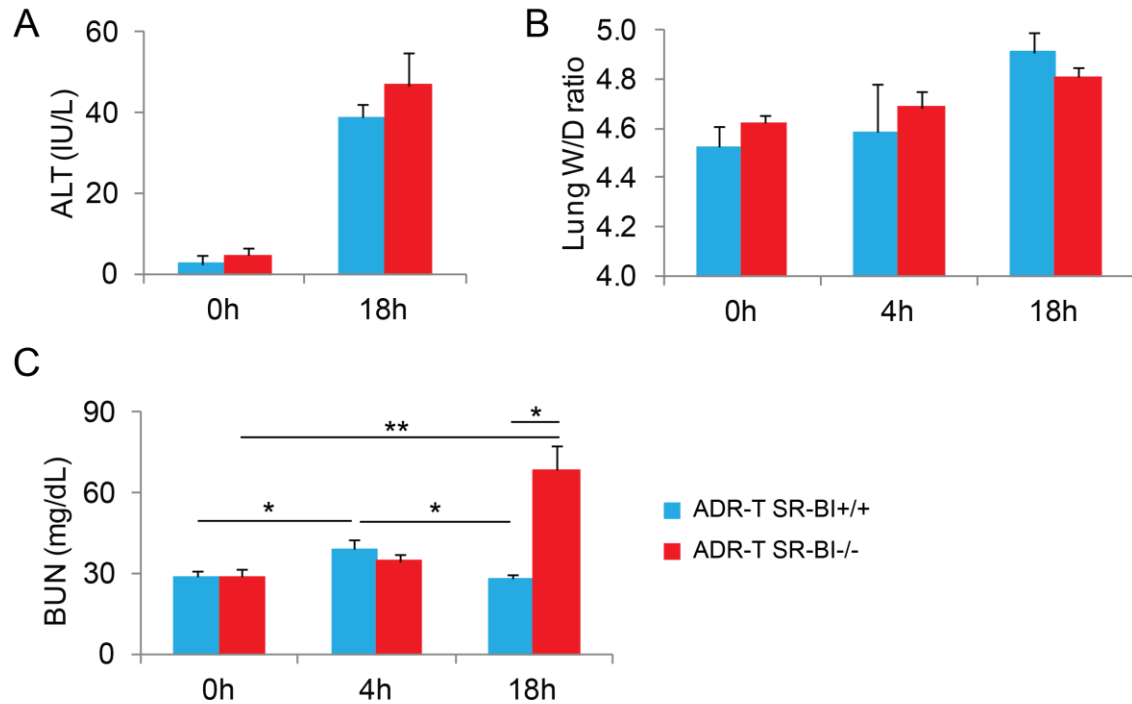 A
ALT (IU/L)
60
40
20
0
0h 18h
B
Lung W/D ratio
5.0
4.8
4.6
4.4
4.2
4.0
0h 4h 18h
C
BUN (mg/dL)
90
60
30
0
** *
* *
0h 4h 18h
ADR-T SR-BI+/+
ADR-T SR-BI-/-